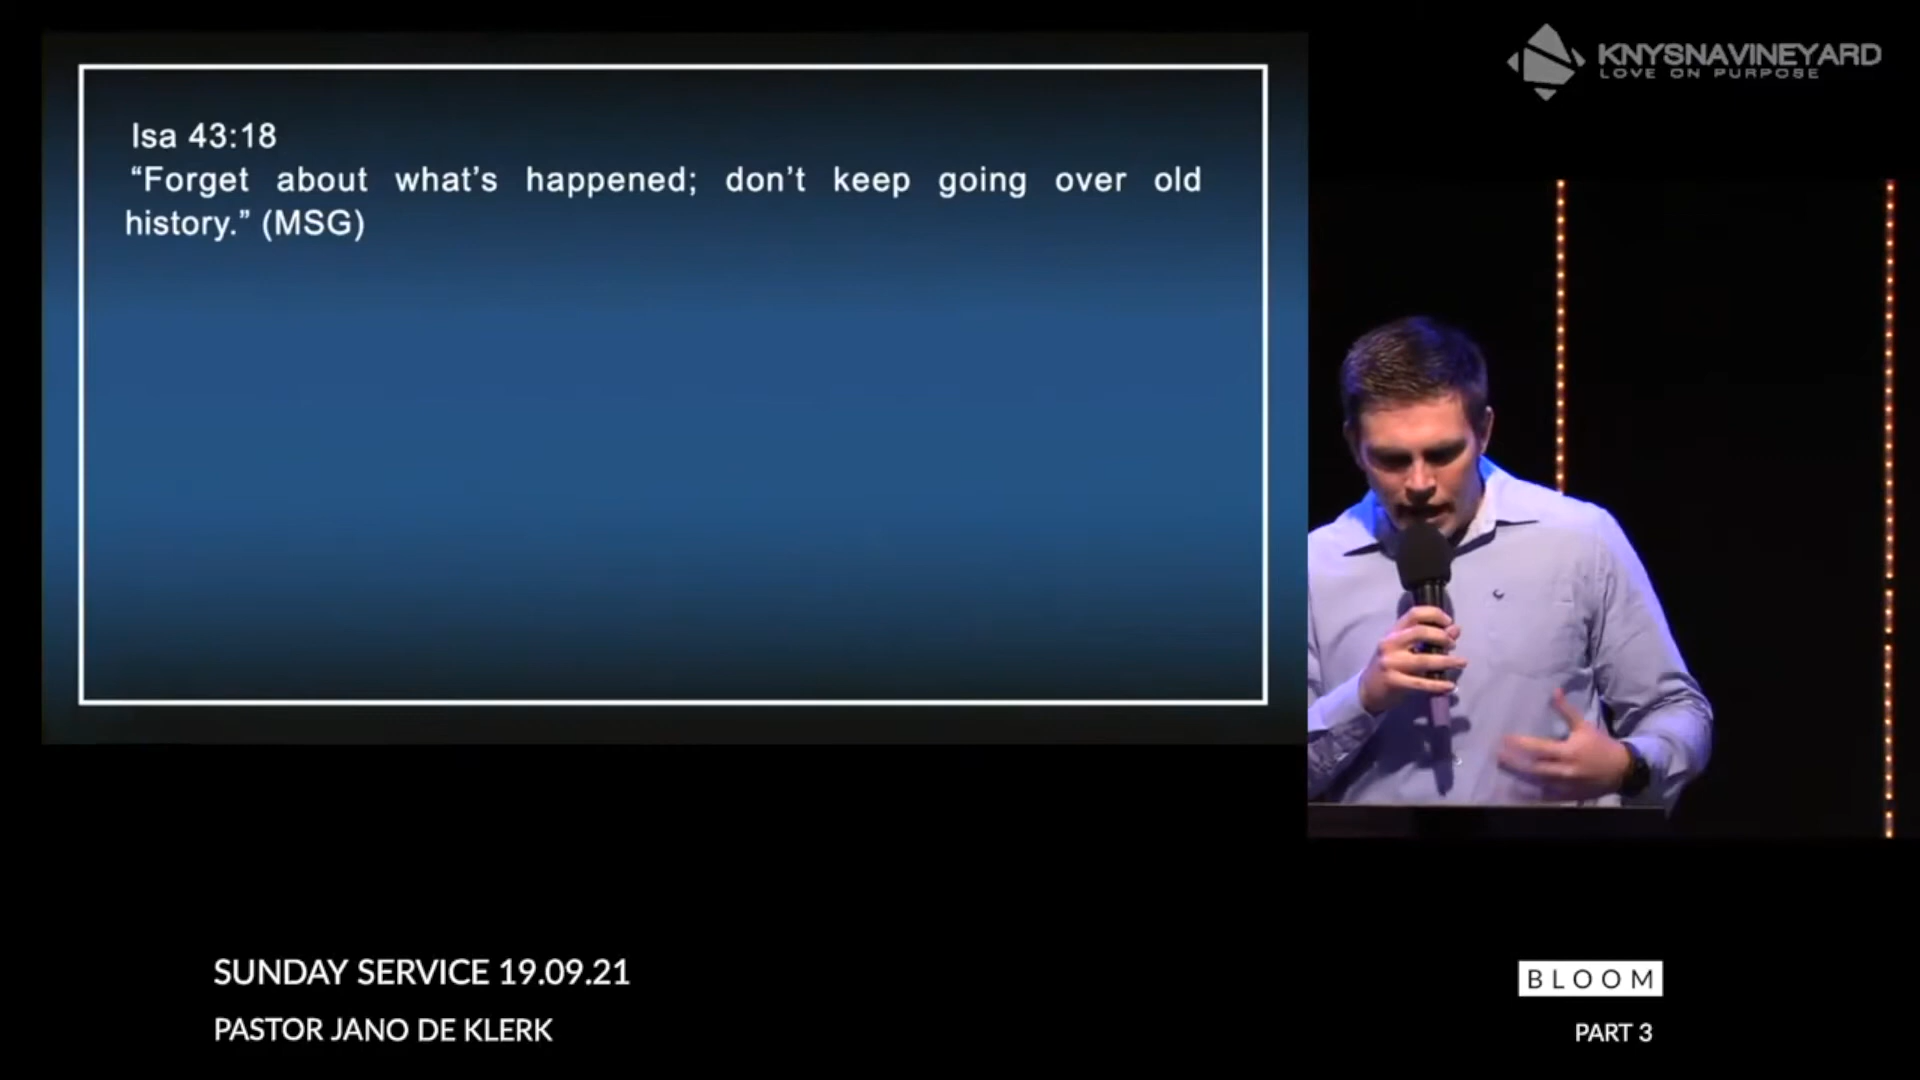 KNYSNAVINEYARD
LOVE ON PURPOSE
Isa 43:18
“Forget about what’s happened; don’t keep going over old
history.” (MSG)
SUNDAY SERVICE 19.09.21
PASTOR JANO DE KLERK
BLOOM
PART 3